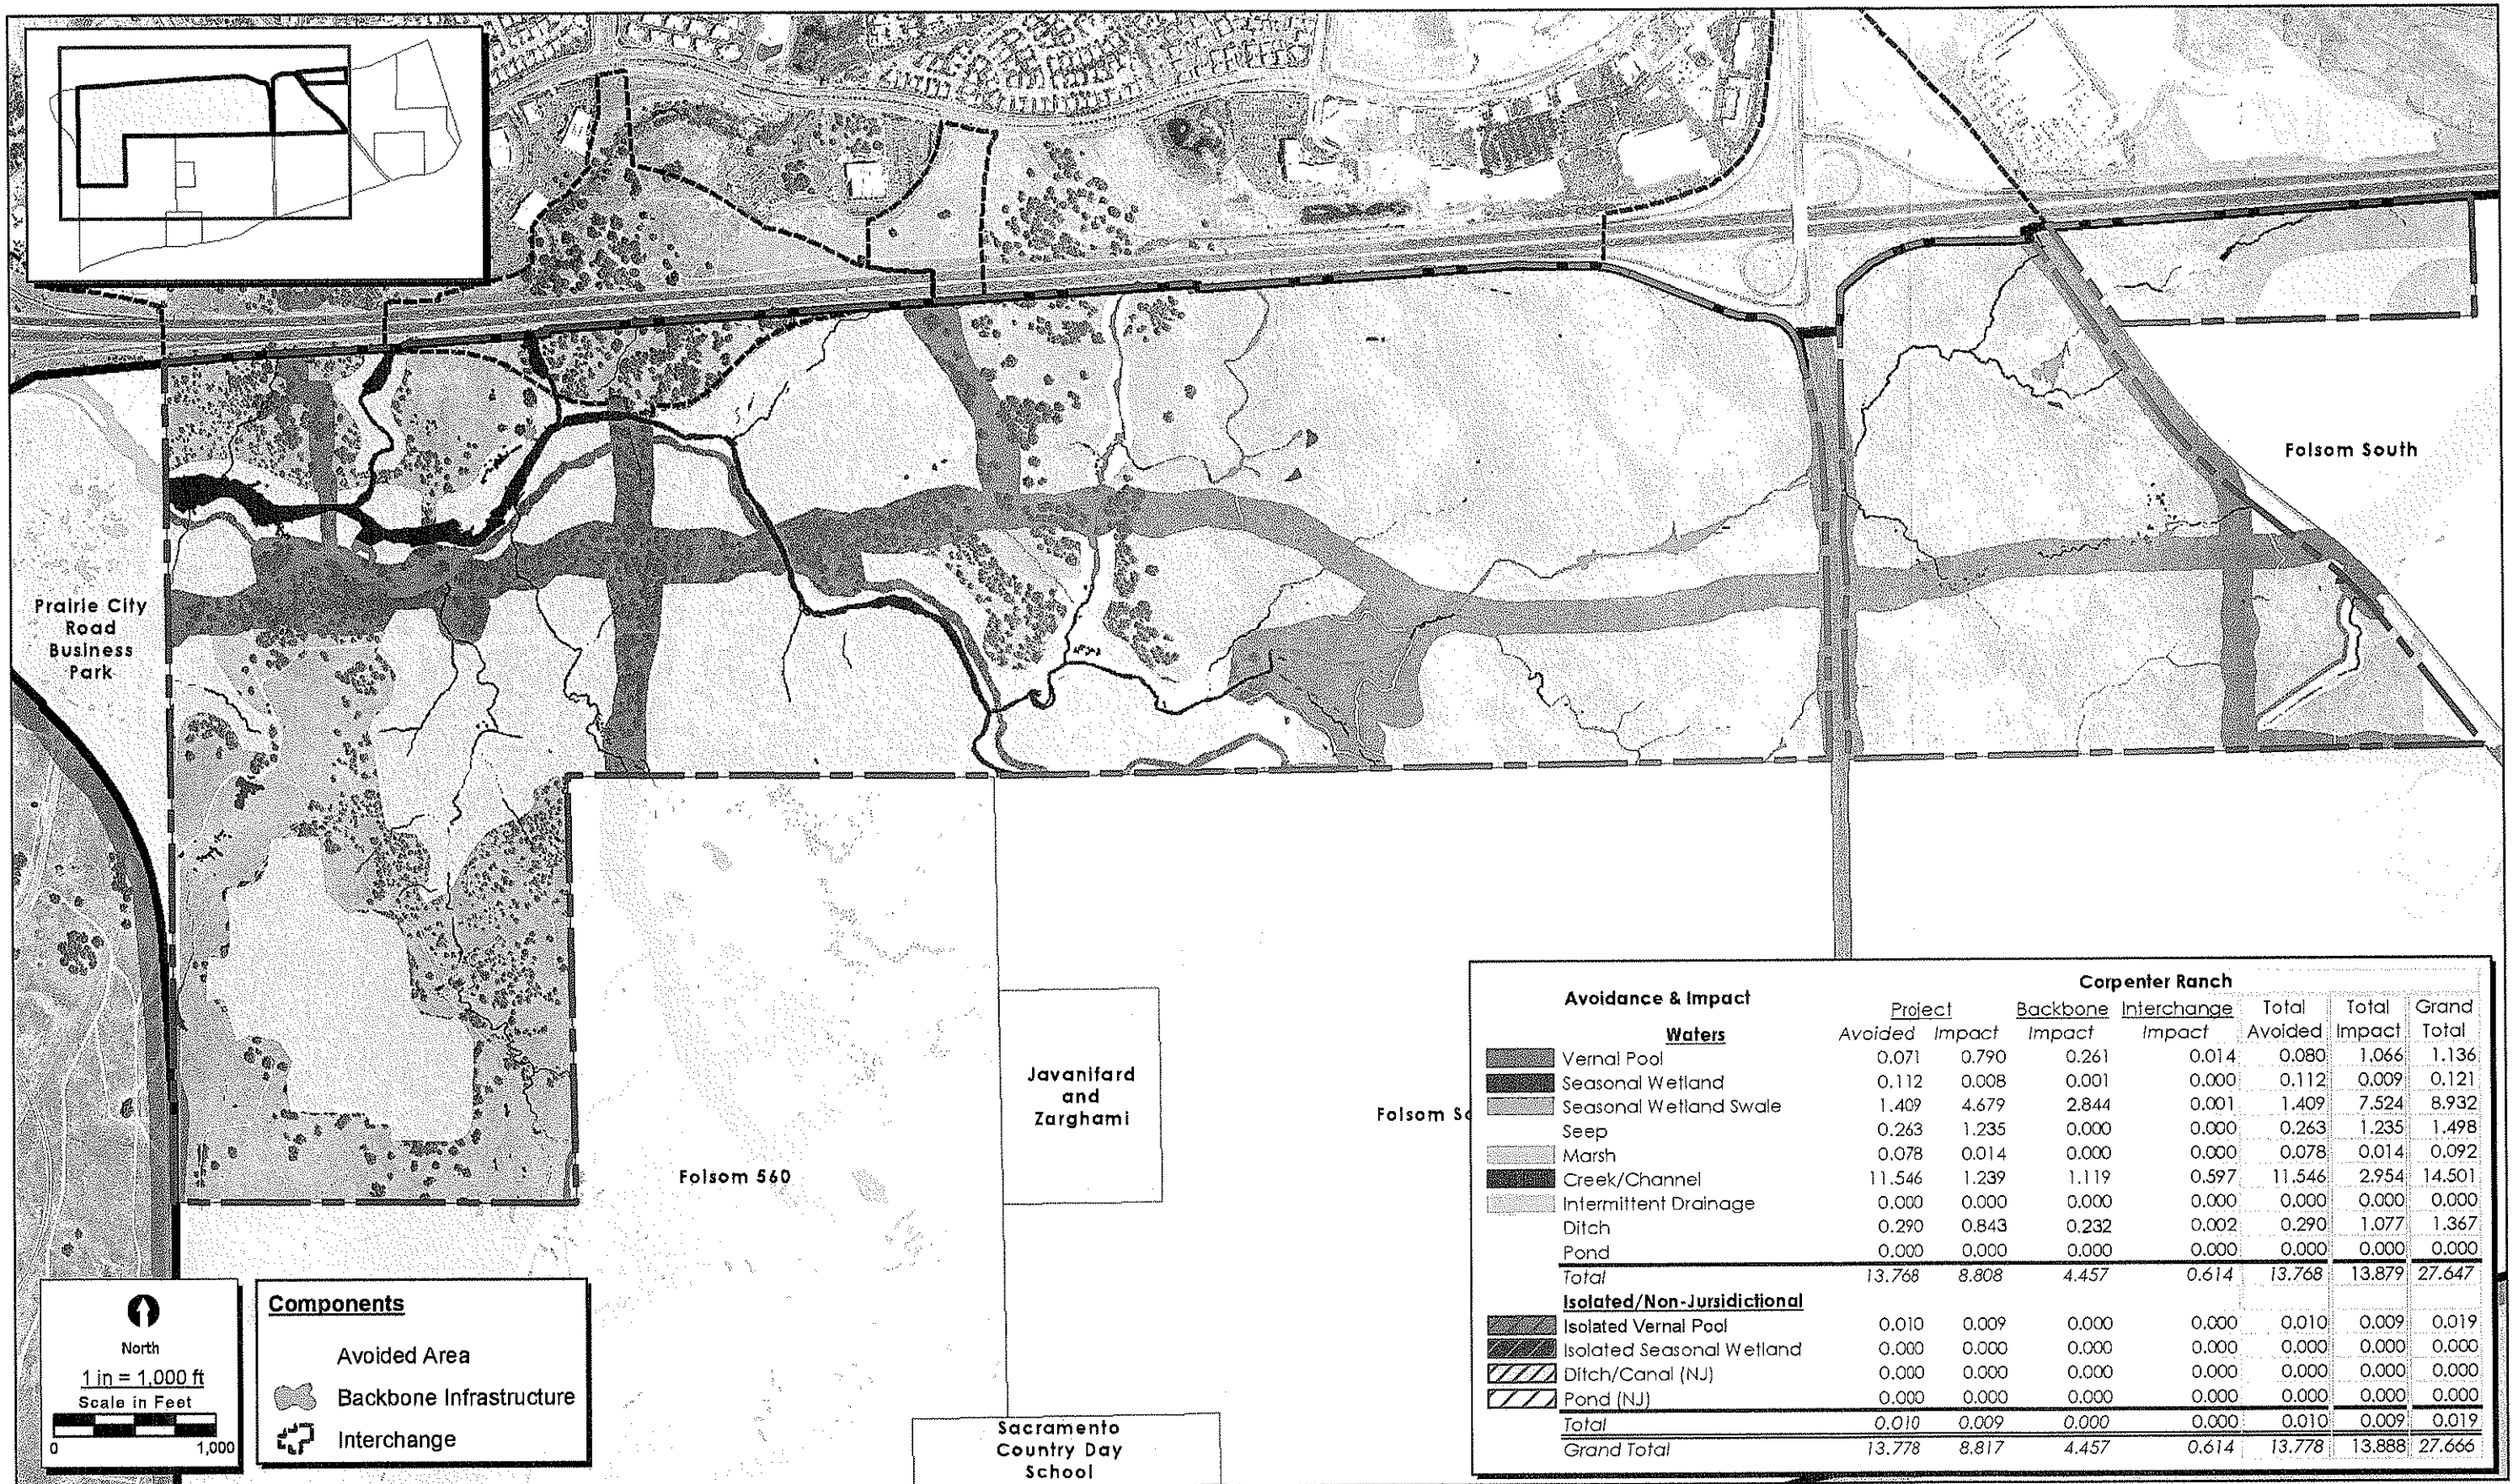 Prairie City
Road
Business
Park
Folsom South
Javanifard
and
Zarghami
Folsom So
Folsom 560
Sacramento
Country Day
School
North
1 in = 1,000 ft
Scale in Feet
0 1,000
Components
Avoided Area
Backbone Infrastructure
Interchange
Corpenter Ranch
Avoidance & Impact
Project Backbone Interchange Total Total Grand
Waters Avoided Impact Impact Impact Avoided Impact Total
Vernal Pool 0.071 0.790 0.261 0.014 0.080 1.066 1.136
Seasonal Wetland 0.112 0.008 0.001 0.000 0.112 0.009 0.121
Seasonal Wetland Swale 1.409 4.679 2.844 0.001 1.409 7.524 8.932
Seep 0.263 1.235 0.000 0.000 0.263 1.235 1.498
Marsh 0.078 0.014 0.000 0.000 0.078 0.014 0.092
Creek/Channel 11.546 1.239 1.119 0.597 11.546 2.954 14.501
Intermittent Drainage 0.000 0.000 0.000 0.000 0.000 0.000 0.000
Ditch 0.290 0.843 0.232 0.002 0.290 1.077 1.367
Pond 0.000 0.000 0.000 0.000 0.000 0.000 0.000
Total 13.768 8.808 4.457 0.614 13.768 13.879 27.647
Isolated/Non-Jursidictional
Isolated Vernal Pool 0.010 0.009 0.000 0.000 0.010 0.009 0.019
Isolated Seasonal Wetland 0.000 0.000 0.000 0.000 0.000 0.000 0.000
Ditch/Canal (NJ) 0.000 0.000 0.000 0.000 0.000 0.000 0.000
Pond (NJ) 0.000 0.000 0.000 0.000 0.000 0.000 0.000
Total 0.010 0.009 0.000 0.000 0.010 0.009 0.019
Grand Total 13.778 8.817 4.457 0.614 13.778 13.888 27.666